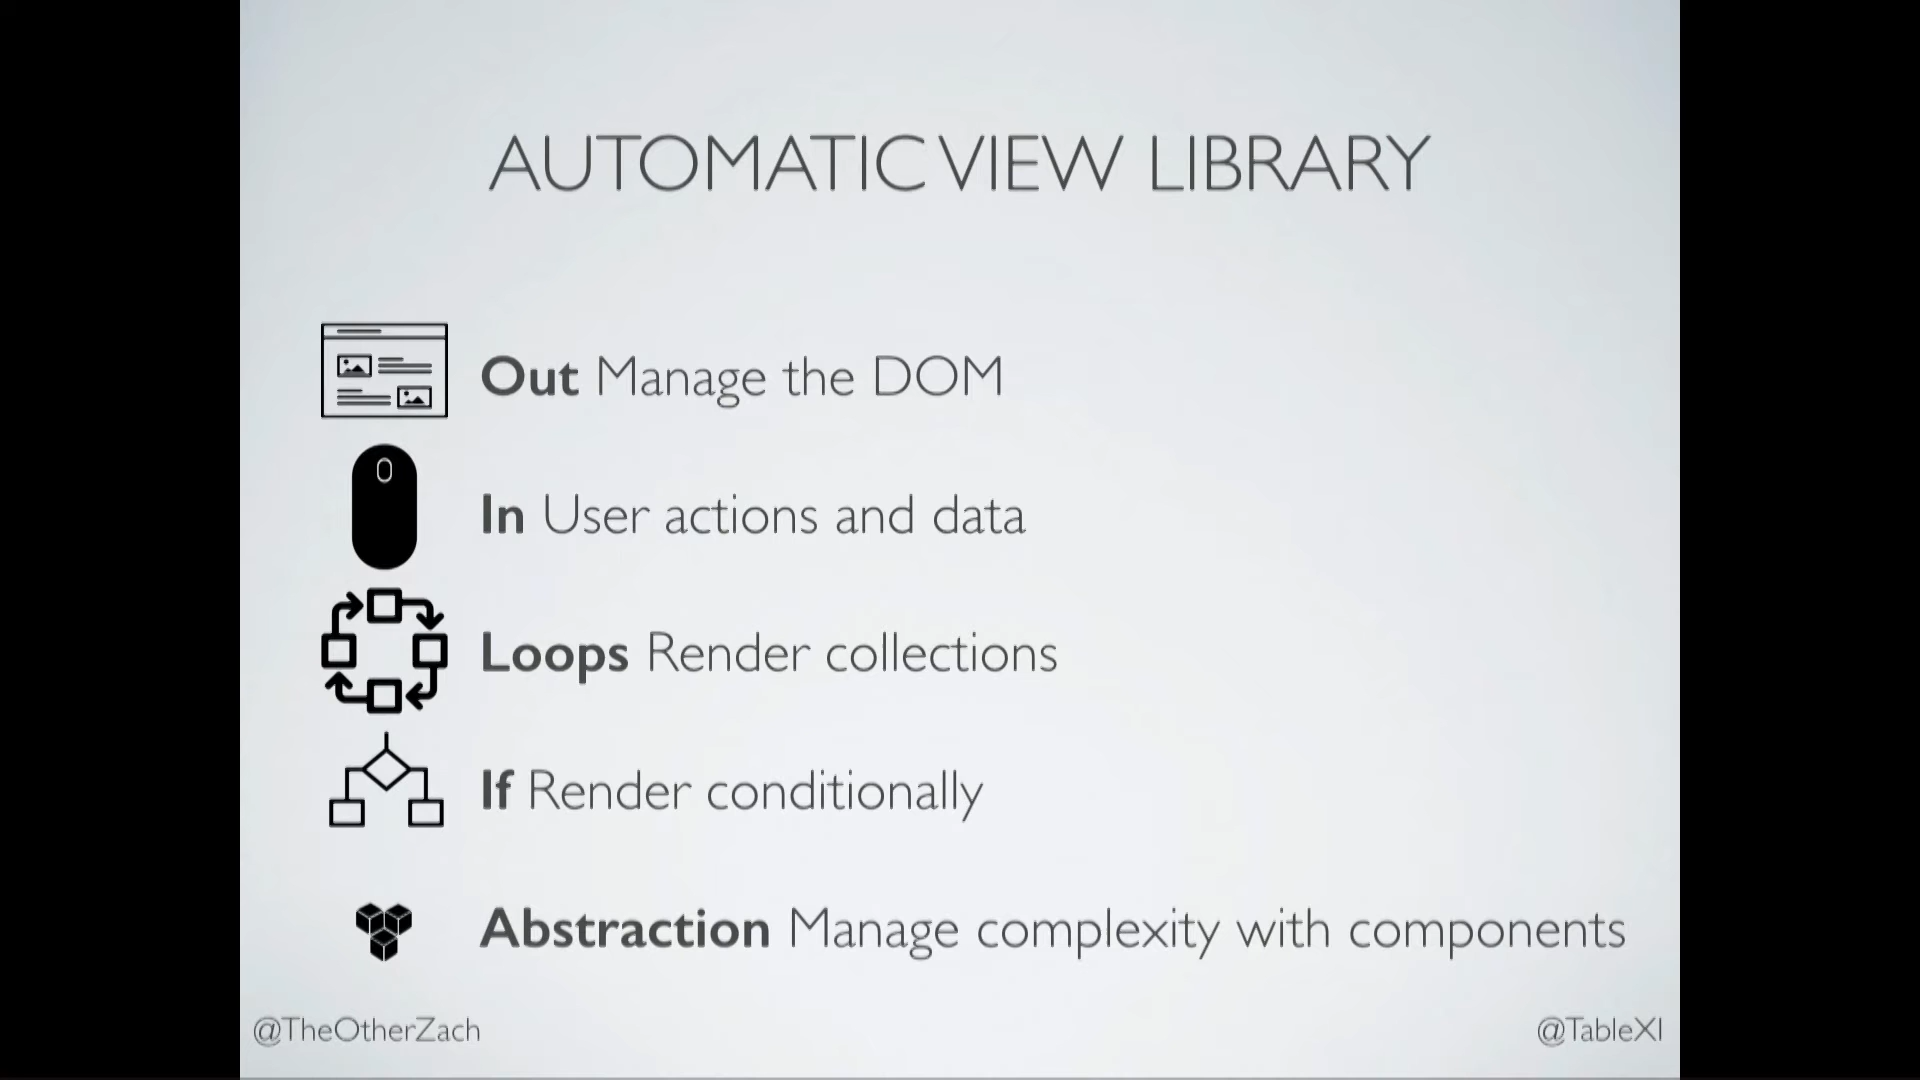 AUTOMATIC VIEW LIBRARY
Out Manage the DOM
In User actions and data
Loops Render collections
If Render conditionally
Abstraction Manage complexity with components
@TheOtherZach
@TableXI